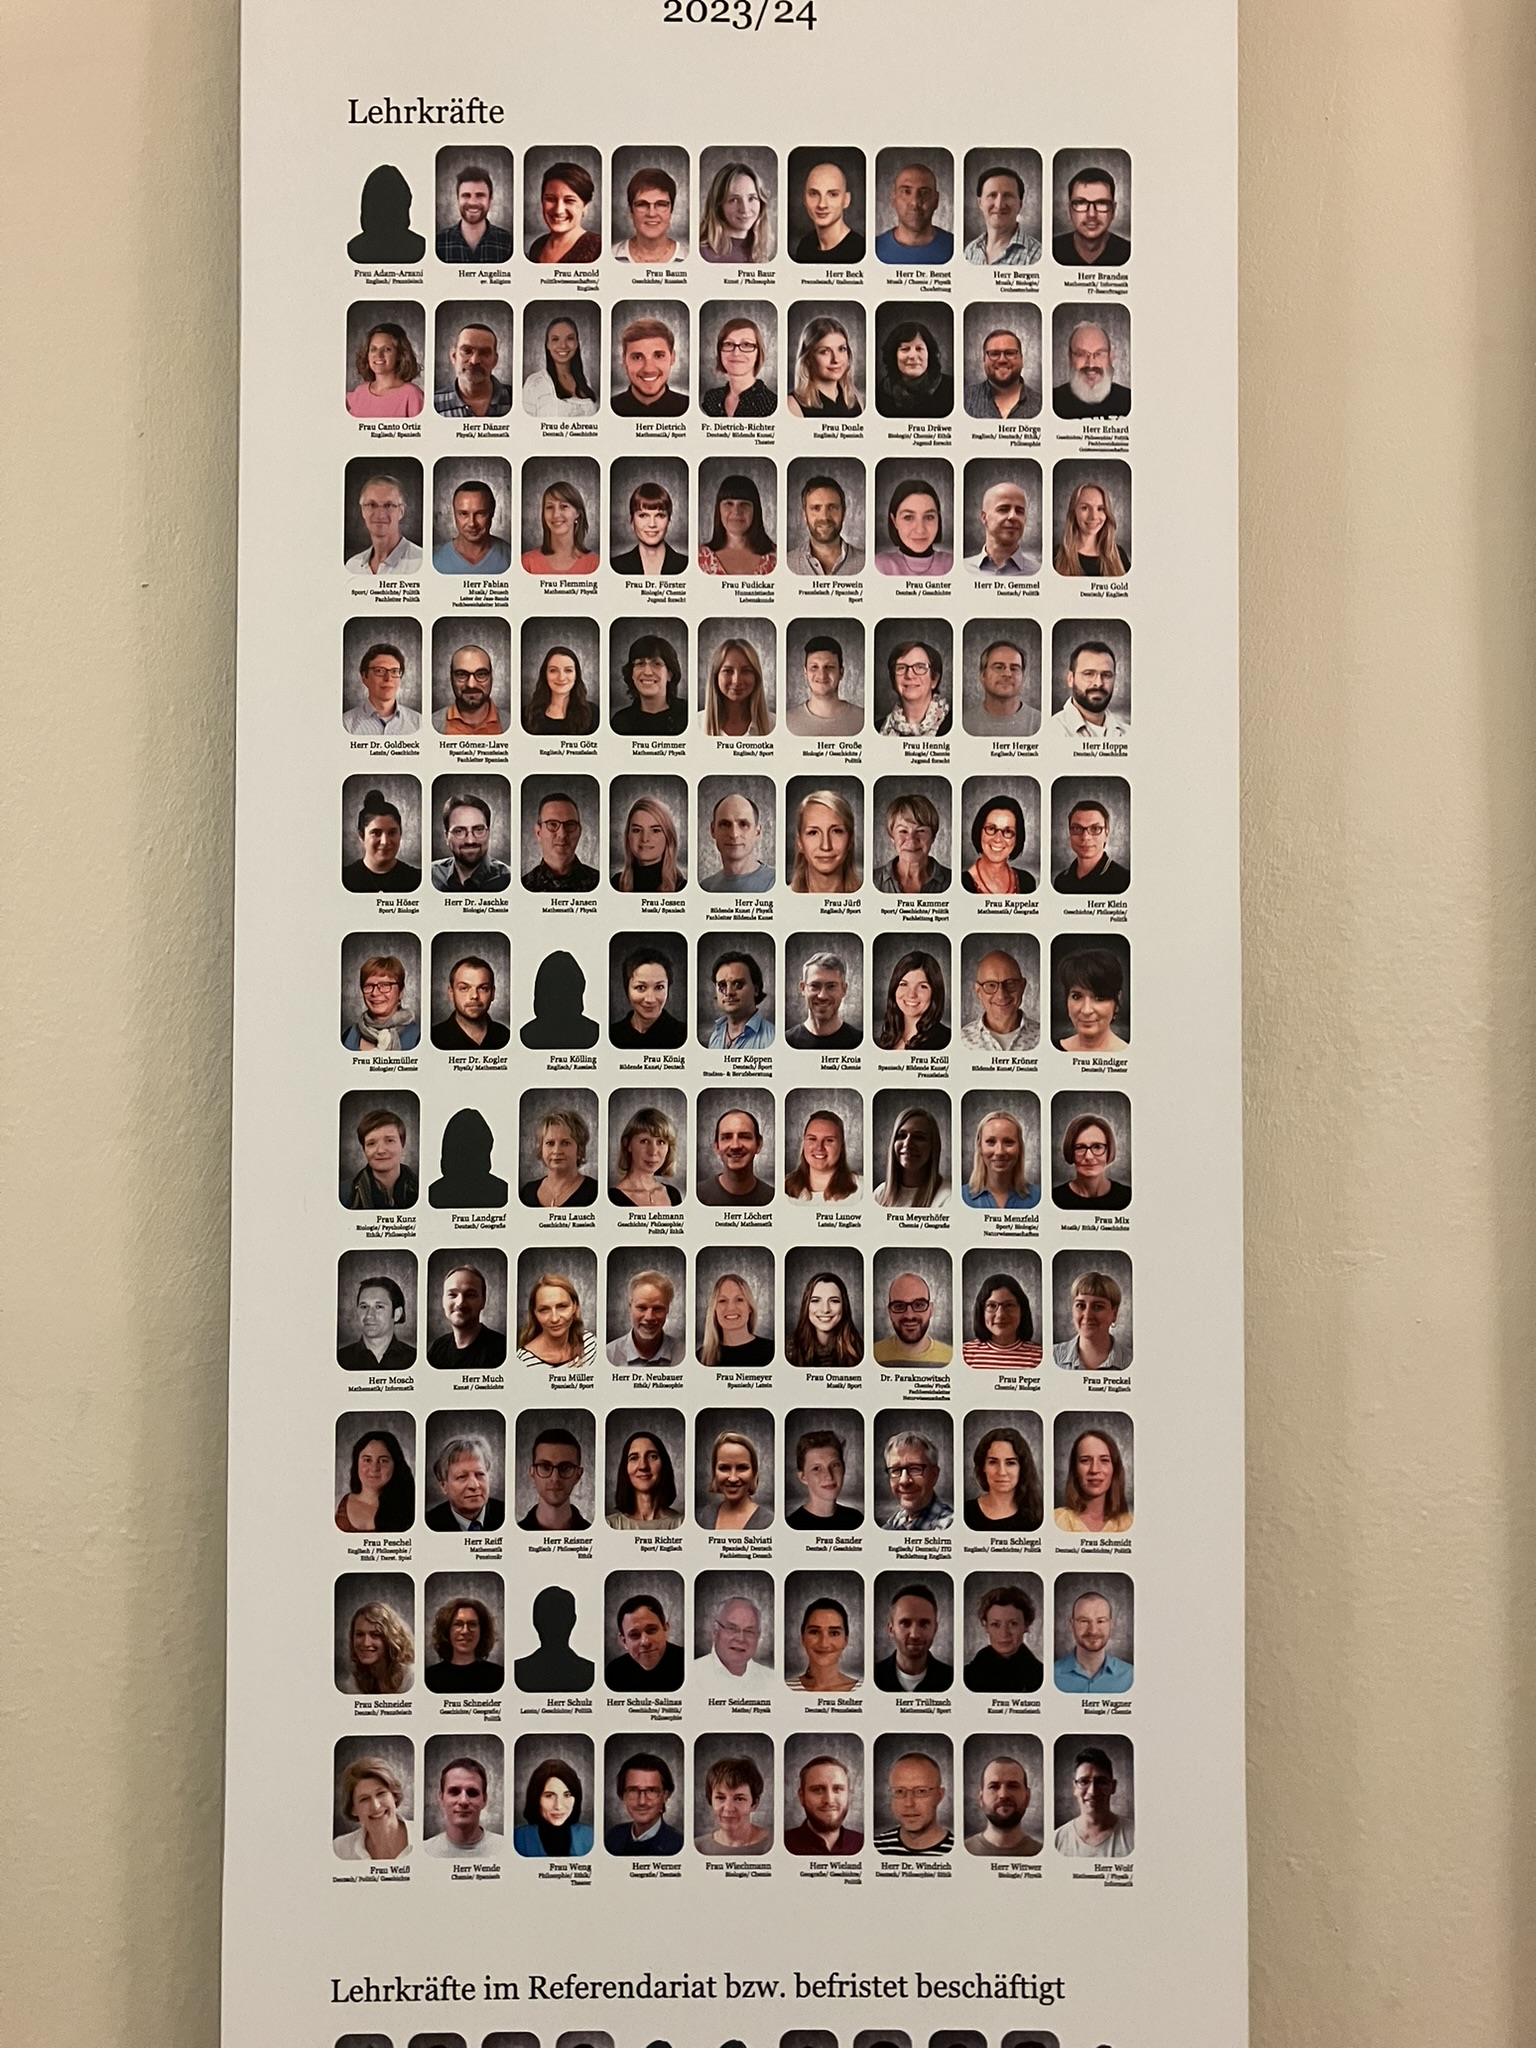 2023/24
Lehrkräfte
Frau Adam-Arzani
Englisch/ Französisch
Herr Angelina
ev. Religion
Frau Arnold
Politikwissenschaften/
Englisch
Frau Baum
Geschichte/ Russisch
Frau Baur
Kunst / Philosophie
Herr Beck
Französisch/ Italienisch
Herr Dr. Benet
Musik / Chemie / Physik
Chorleitung
Herr Bergen
Musik/ Biologie/
Orchesterleiter
Herr Brandes
Mathematik/ Informatik
IT-Beauftragter
Frau Canto Ortiz
Englisch/ Spanisch
Herr Dänzer
Physik/ Mathematik
Frau de Abreau
Deutsch / Geschichte
Herr Dietrich
Mathematik/ Sport
Fr. Dietrich-Richter
Deutsch/ Bildende Kunst/
Theater
Frau Donle
Englisch/ Spanisch
Frau Drüwe
Biologie/ Chemie/ Ethik
Jugend forscht
Herr Dörge
Englisch/ Deutsch/ Ethik/
Philosophie
Herr Erhard
Geschichte/ Philosophie/ Politik
Fachbereichsleiter
Geisteswissenschaften
Herr Evers
Sport/ Geschichte/ Politik
Fachleiter Politik
Herr Fabian
Musik/ Deutsch
Leiter der Jazz-Bands
Fachbereichsleiter Musik
Frau Flemming
Mathematik/ Physik
Frau Dr. Förster
Biologie/ Chemie
Jugend forscht
Frau Fudickar
Humanistische
Lebenskunde
Herr Frowein
Französisch / Spanisch /
Sport
Frau Ganter
Deutsch / Geschichte
Herr Dr. Gemmel
Deutsch/ Politik
Frau Gold
Deutsch/ Englisch
Herr Dr. Goldbeck
Latein/ Geschichte
Herr Gómez-Llave
Spanisch/ Französisch
Fachleiter Spanisch
Frau Götz
Englisch/ Französisch
Frau Grimmer
Mathematik/ Physik
Frau Gromotka
Englisch/ Sport
Herr Große
Biologie / Geschichte /
Politik
Frau Hennig
Biologie/ Chemie
Jugend forscht
Herr Herger
Englisch/ Deutsch
Herr Hoppe
Deutsch/ Geschichte
Frau Höser
Sport/ Biologie
Herr Dr. Jaschke
Biologie/ Chemie
Herr Jansen
Mathematik / Physik
Frau Jossen
Musik/ Spanisch
Herr Jung
Bildende Kunst / Physik
Fachleiter Bildende Kunst
Frau Jürß
Englisch/ Sport
Frau Kammer
Sport/ Geschichte/ Politik
Fachleitung Sport
Frau Kappelar
Mathematik/ Geografie
Herr Klein
Geschichte/ Philosophie/
Politik
Frau Klinkmüller
Biologie/ Chemie
Herr Dr. Kogler
Physik/ Mathematik
Frau Kölling
Englisch/ Russisch
Frau König
Bildende Kunst/ Deutsch
Herr Köppen
Deutsch/ Sport
Studien- & Berufsberatung
Herr Krois
Musik/ Chemie
Frau Kröll
Spanisch/ Bildende Kunst/
Französisch
Herr Kröner
Bildende Kunst/ Deutsch
Frau Kündiger
Deutsch/ Theater
Frau Kunz
Biologie/ Psychologie/
Ethik/ Philosophie
Frau Landgraf
Deutsch/ Geografie
Frau Lausch
Geschichte/ Russisch
Frau Lehmann
Geschichte/ Philosophie/
Politik/ Ethik
Herr Löchert
Deutsch/ Mathematik
Frau Lunow
Latein/ Englisch
Frau Meyerhöfer
Chemie / Geografie
Frau Menzfeld
Sport/ Biologie/
Naturwissenschaften
Frau Mix
Musik/ Ethik/ Geschichte
Herr Mosch
Mathematik/ Informatik
Herr Much
Kunst / Geschichte
Frau Müller
Spanisch/ Sport
Herr Dr. Neubauer
Ethik/ Philosophie
Frau Niemeyer
Spanisch/ Latein
Frau Omansen
Musik/ Sport
Dr. Paraknowitsch
Chemie/ Physik
Fachbereichsleiter
Naturwissenschaften
Frau Peper
Chemie/ Biologie
Frau Preckel
Kunst/ Englisch
Frau Peschel
Englisch / Philosophie /
Ethik / Darst. Spiel
Herr Reiff
Mathematik
Pensionär
Herr Reisner
Englisch / Philosophie /
Ethik
Frau Richter
Sport/ Englisch
Frau von Salviati
Spanisch/ Deutsch
Fachleitung Deutsch
Frau Sander
Deutsch / Geschichte
Herr Schirm
Englisch/ Deutsch/ ITG
Fachleitung Englisch
Frau Schlegel
Englisch/ Geschichte/ Politik
Frau Schmidt
Deutsch/ Geschichte/ Politik
Frau Schneider
Deutsch/ Französisch
Frau Schneider
Geschichte/ Geografie/
Politik
Herr Schulz
Latein/ Geschichte/ Politik
Herr Schulz-Salinas
Geschichte/ Politik/
Philosophie
Herr Seidemann
Mathe/ Physik
Frau Stelter
Deutsch/ Französisch
Herr Trültzsch
Mathematik/ Sport
Frau Watson
Kunst / Französisch
Herr Wagner
Biologie / Chemie
Frau Weiß
Deutsch/ Politik/ Geschichte
Herr Wende
Chemie/ Spanisch
Frau Weng
Philosophie/ Ethik/
Theater
Herr Werner
Geografie/ Deutsch
Frau Wiechmann
Biologie/ Chemie
Herr Wieland
Geografie/ Geschichte/
Politik
Herr Dr. Windrich
Deutsch/ Philosophie/ Ethik
Herr Wittwer
Biologie/ Physik
Herr Wolf
Mathematik / Physik /
Informatik
Lehrkräfte im Referendariat bzw. befristet beschäftigt